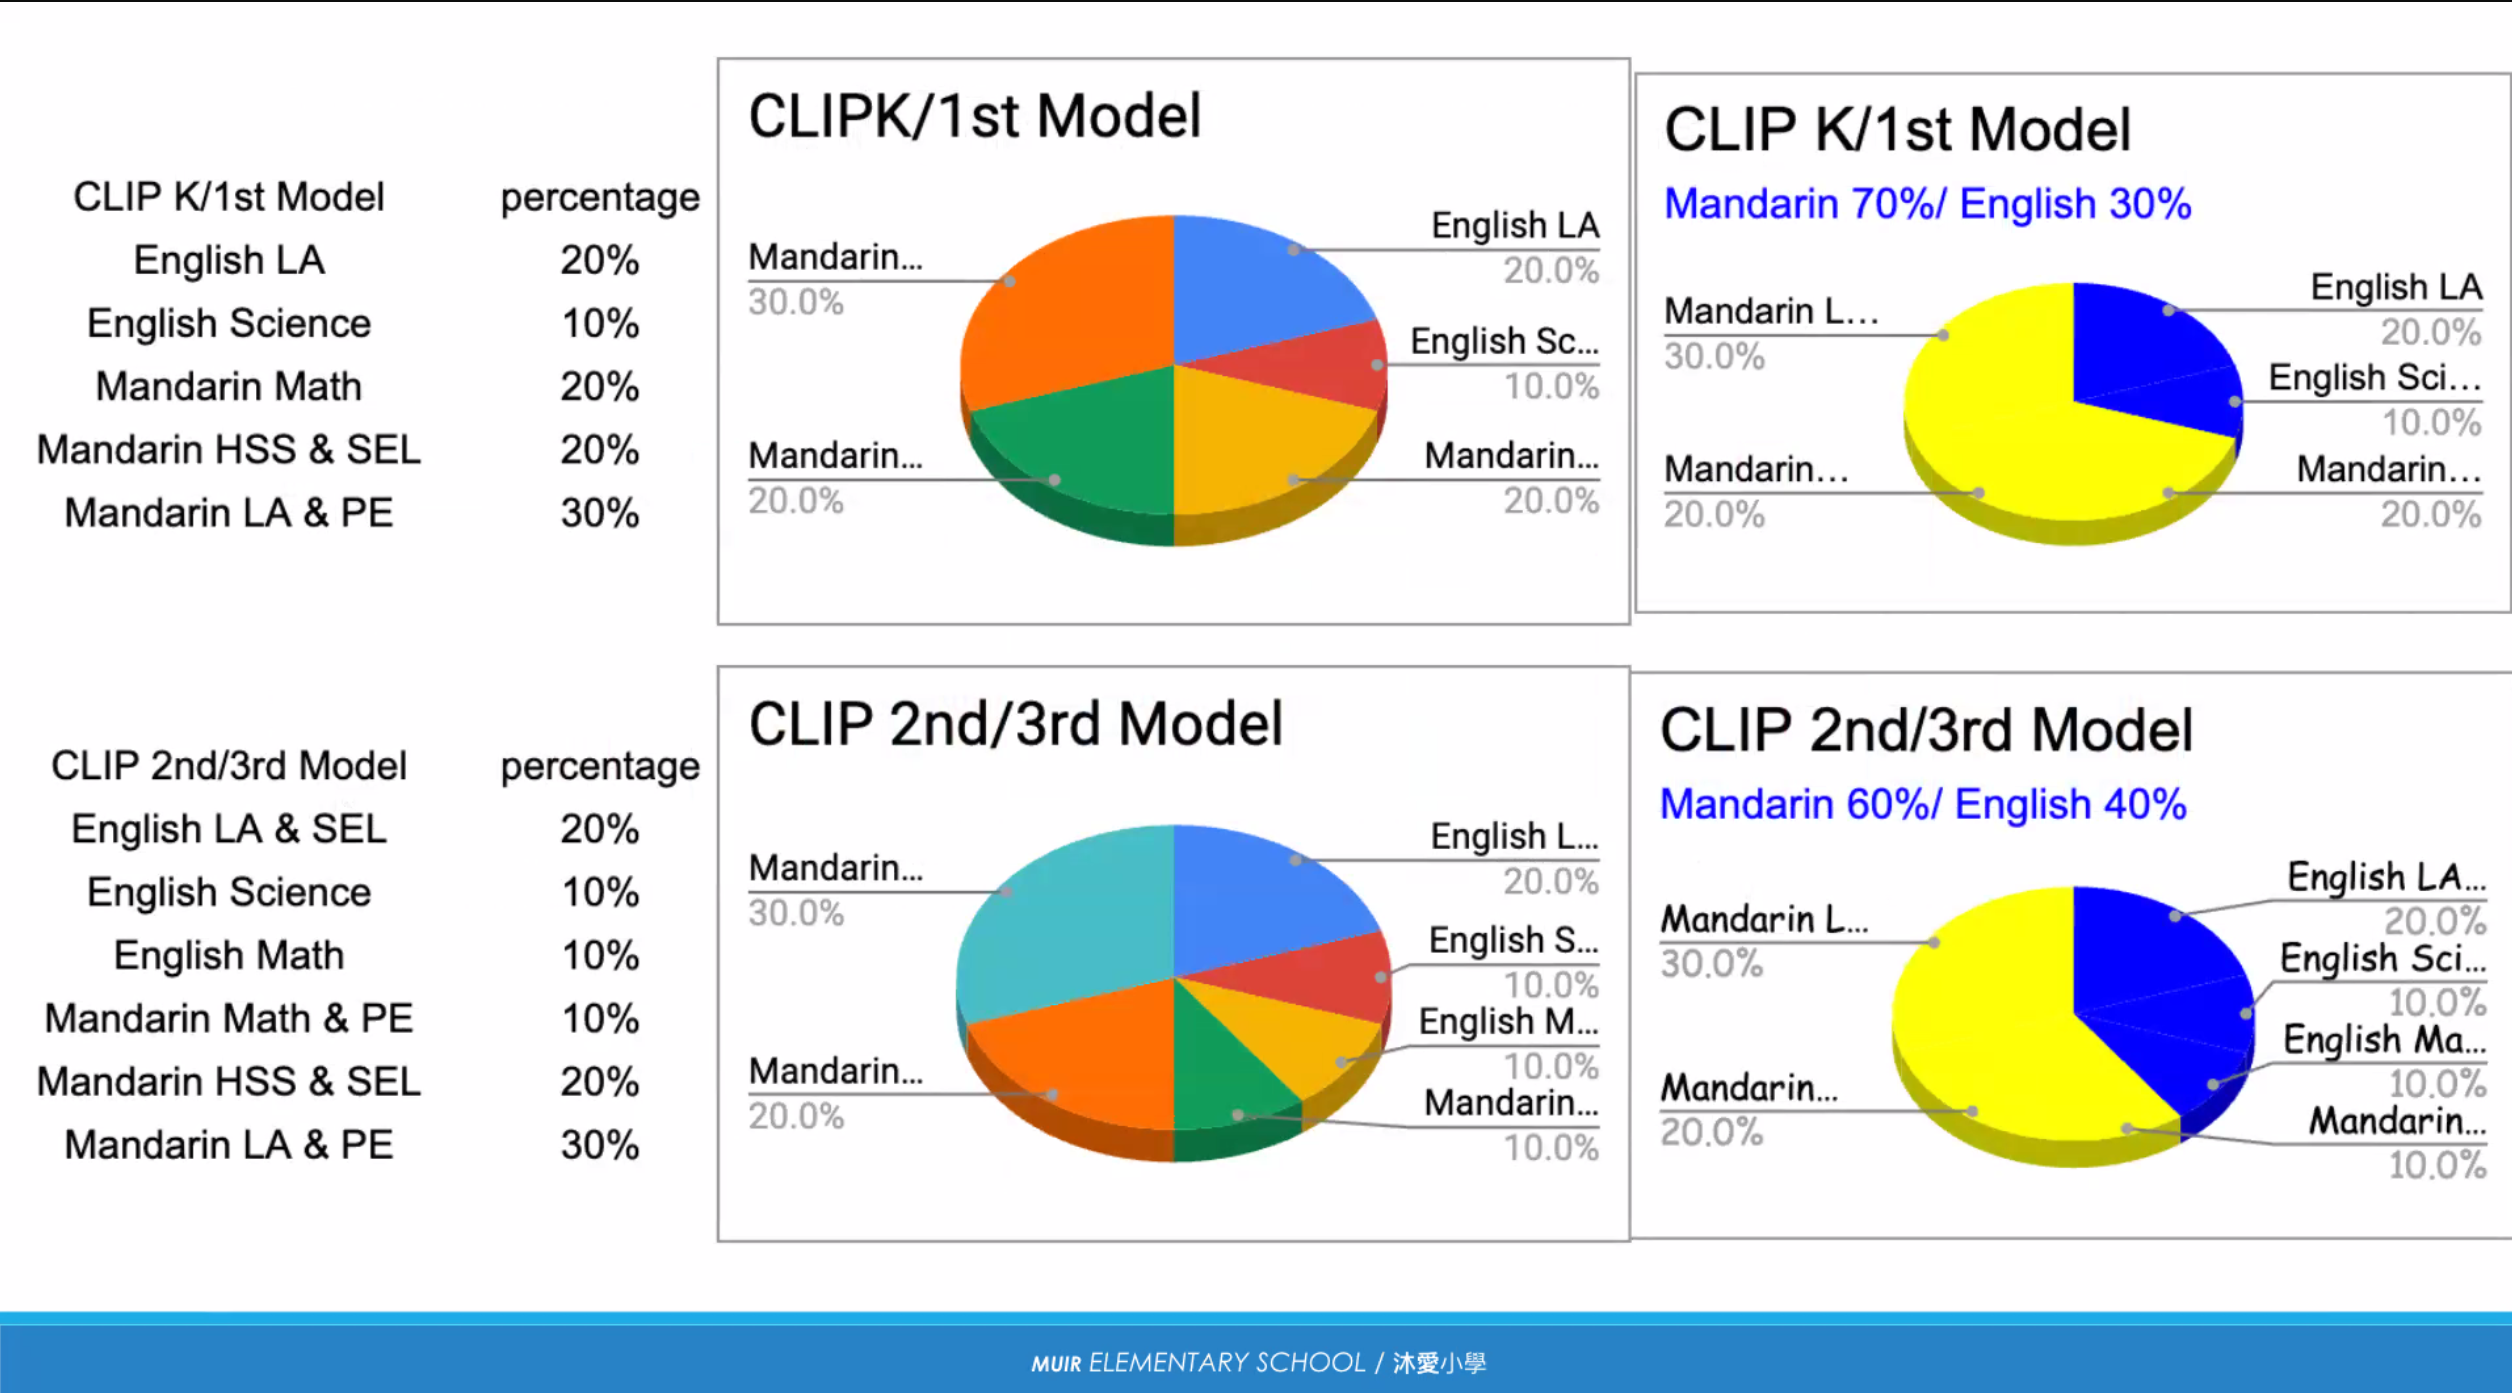 CLIP K/1st Model percentage
English LA 20%
English Science 10%
Mandarin Math 20%
Mandarin HSS & SEL 20%
Mandarin LA & PE 30%
CLIPK/1st Model
Mandarin...
30.0%
Mandarin...
20.0%
English LA
20.0%
English Sc...
10.0%
Mandarin...
20.0%
CLIP K/1st Model
Mandarin 70%/ English 30%
Mandarin L...
30.0%
Mandarin...
20.0%
English LA
20.0%
English Sci...
10.0%
Mandarin...
20.0%
CLIP 2nd/3rd Model percentage
English LA & SEL 20%
English Science 10%
English Math 10%
Mandarin Math & PE 10%
Mandarin HSS & SEL 20%
Mandarin LA & PE 30%
CLIP 2nd/3rd Model
Mandarin...
30.0%
Mandarin...
20.0%
English L...
20.0%
English S...
10.0%
English M...
10.0%
Mandarin...
10.0%
CLIP 2nd/3rd Model
Mandarin 60%/ English 40%
Mandarin L...
30.0%
Mandarin...
20.0%
English LA...
20.0%
English Sci...
10.0%
English Ma...
10.0%
Mandarin...
10.0%
MUIR ELEMENTARY SCHOOL / 沐愛小學